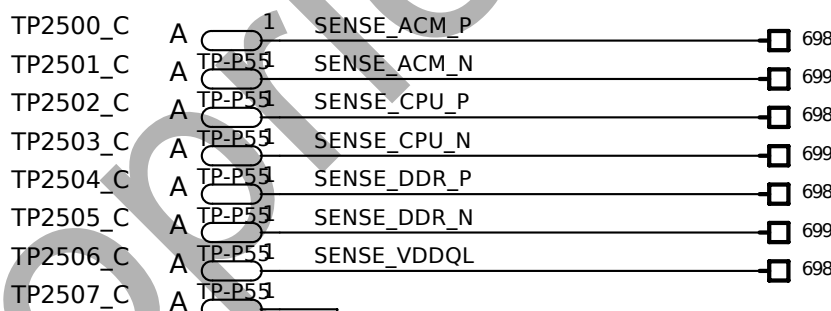 TP2500_C A 1 SENSE_ACM_P 698
TP-P55
TP2501_C A 1 SENSE_ACM_N 699
TP-P55
TP2502_C A 1 SENSE_CPU_P 698
TP-P55
TP2503_C A 1 SENSE_CPU_N 699
TP-P55
TP2504_C A 1 SENSE_DDR_P 698
TP-P55
TP2505_C A 1 SENSE_DDR_N 699
TP-P55
TP2506_C A 1 SENSE_VDDQL 698
TP-P55
TP2507_C A 1